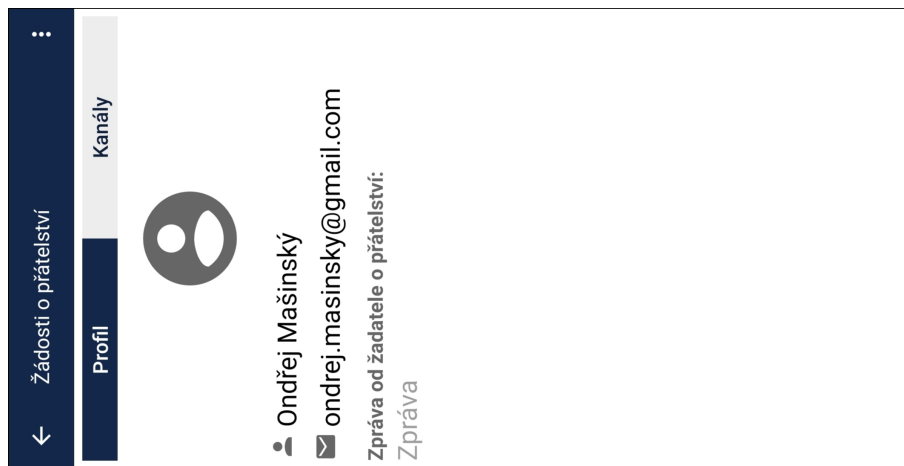 Žádosti o přátelství
Profil
Kanály
Ondřej Mašinský
ondrej.masinsky@gmail.com
Zpráva od žadatele o přátelství:
Zpráva